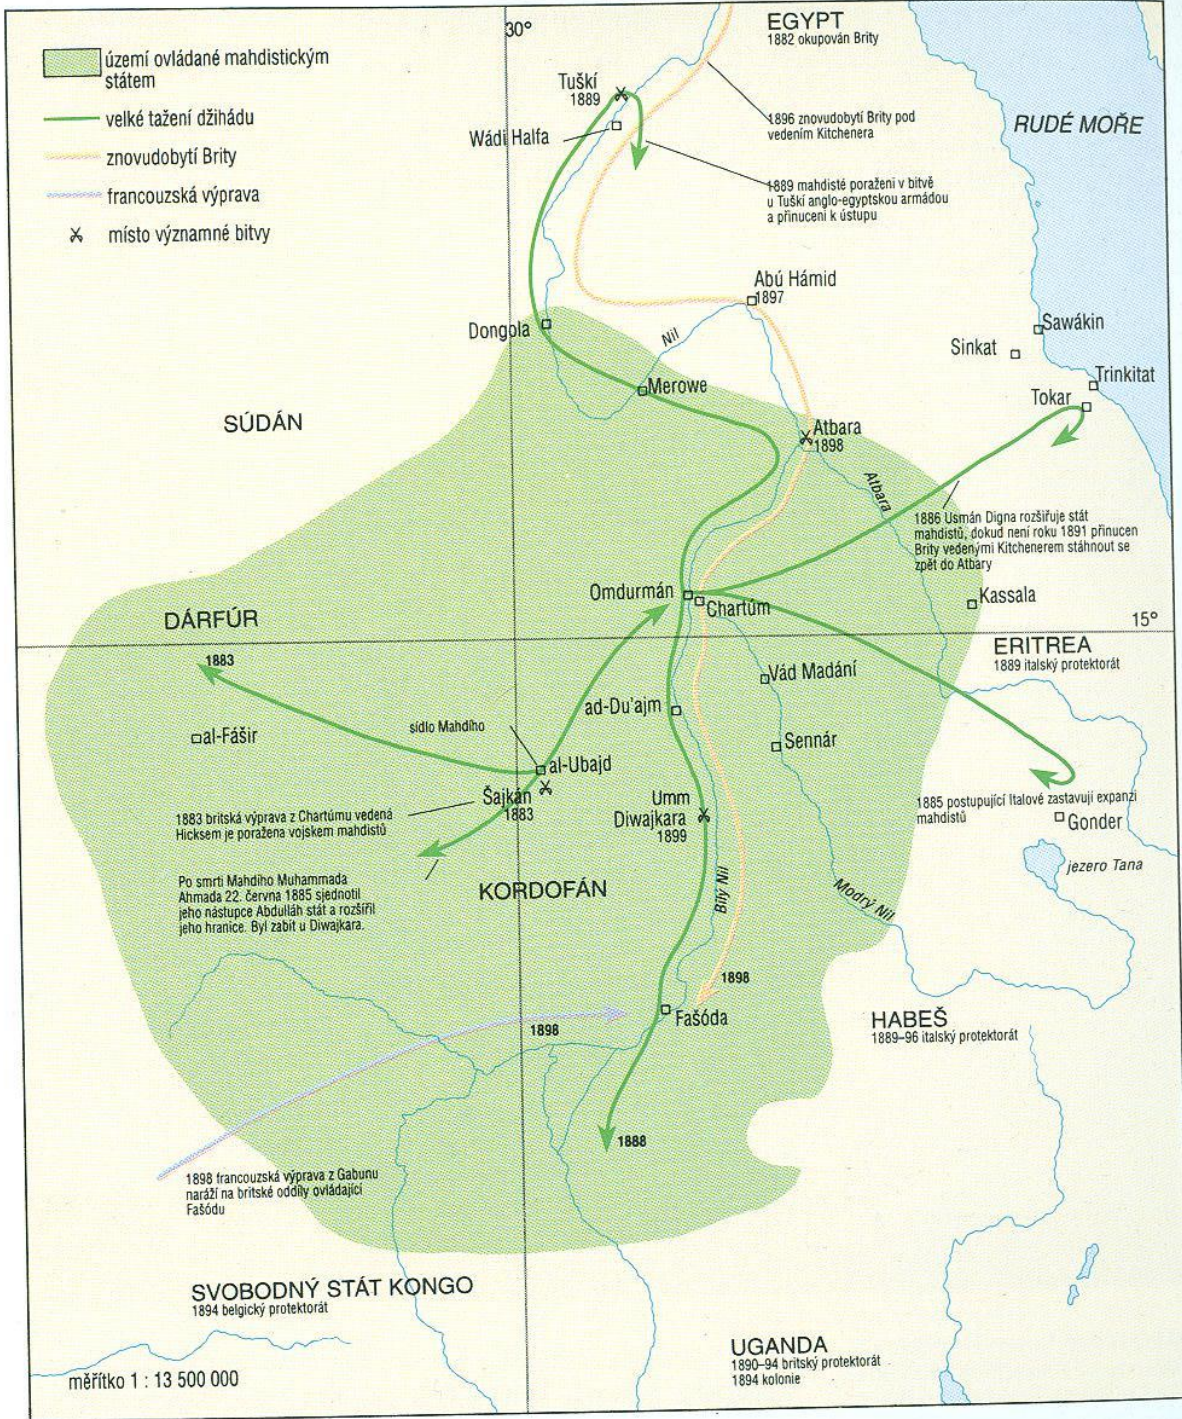 území ovládané mahdistickým
státem
velké tažení džihádu
znovudobytí Brity
francouzská výprava
místo významné bitvy
30°
EGYPT
1882 okupován Brity
Tuškí
1889
Wádí Halfa
1896 znovudobytí Brity pod
vedením Kitchenera
RUDÉ MOŘE
1889 mahdisté poraženi v bitvě
u Tuškí anglo-egyptskou armádou
a přinuceni k ústupu
Abú Hámid
1897
Dongola
Nil
Sawákin
Sinkat
Trinkitat
Tokar
Merowe
SÚDÁN
Atbara
1898
Atbara
1886 Usmán Digna rozšiřuje stát
mahdistů, dokud není roku 1891 přinucen
Brity vedenými Kitchenerem stáhnout se
zpět do Atbary
Omdurmán
Chartúm
Kassala
DÁRFÚR
15°
1883
ERITREA
1889 italský protektorát
Vád Madání
ad-Du'ajm
sídlo Mahdího
al-Fášir
Sennár
al-Ubajd
Šajkán
1883
Umm
Diwajkara
1899
1885 postupující Italové zastavují expanzi
mahdistů
Gonder
1883 britská výprava z Chartúmu vedená
Hicksem je poražena vojskem mahdistů
jezero Tana
Po smrti Mahdího Muhammada
Ahmada 22. června 1885 sjednotil
jeho nástupce Abdulláh stát a rozšířil
jeho hranice. Byl zabit u Diwajkara.
KORDOFÁN
Bílý Nil
Modrý Nil
1898
Fašóda
1898
HABEŠ
1889–96 italský protektorát
1888
1898 francouzská výprava z Gabunu
naráží na britské oddíly ovládající
Fašódu
SVOBODNÝ STÁT KONGO
1894 belgický protektorát
UGANDA
1890–94 britský protektorát
1894 kolonie
měřítko 1 : 13 500 000